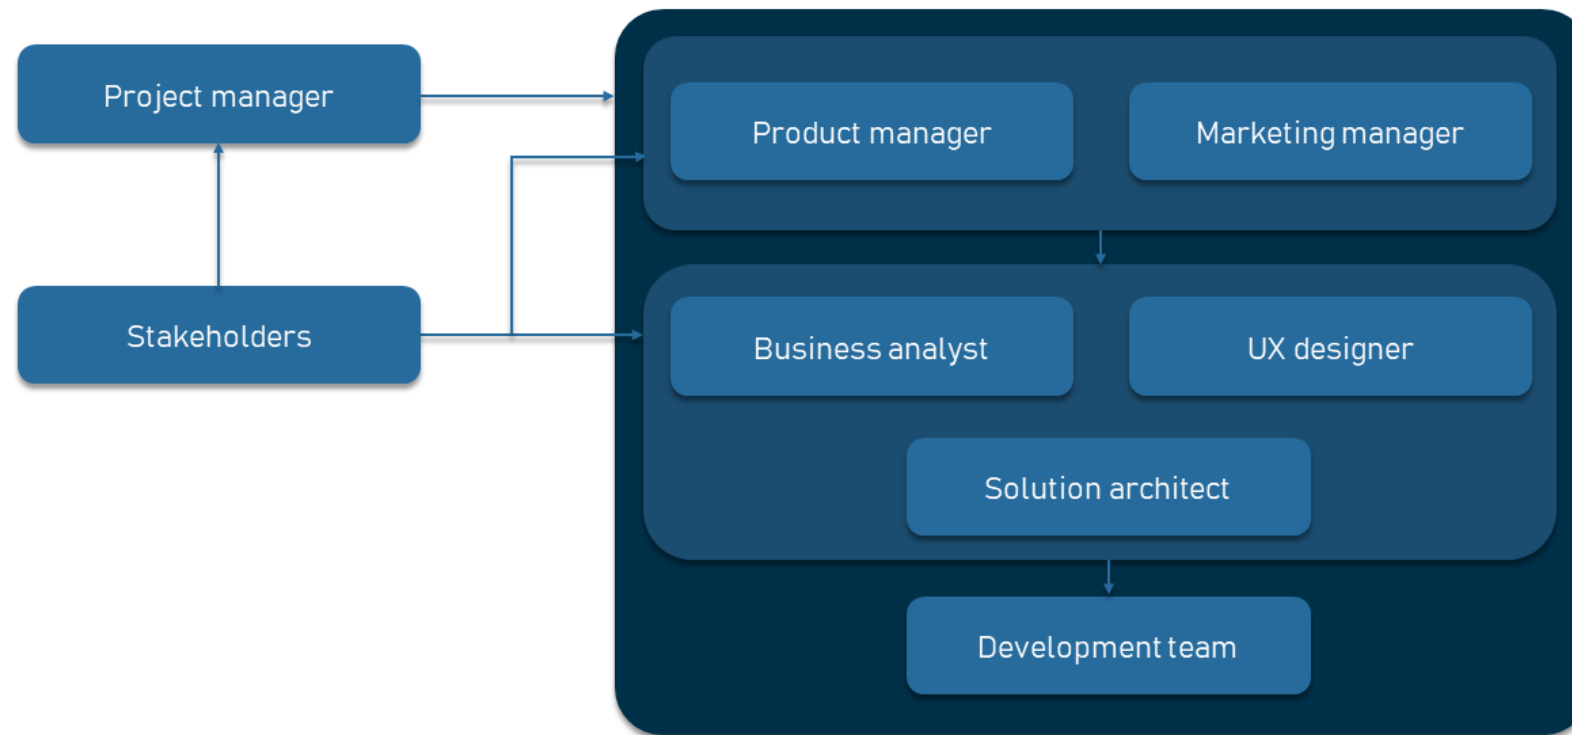 Project manager
Product manager
Marketing manager
Stakeholders
Business analyst
UX designer
Solution architect
Development team